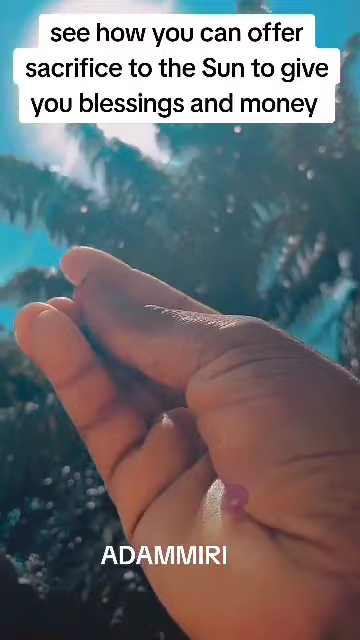 see how you can offer
sacrifice to the Sun to give
you blessings and money
ADAMMIRI